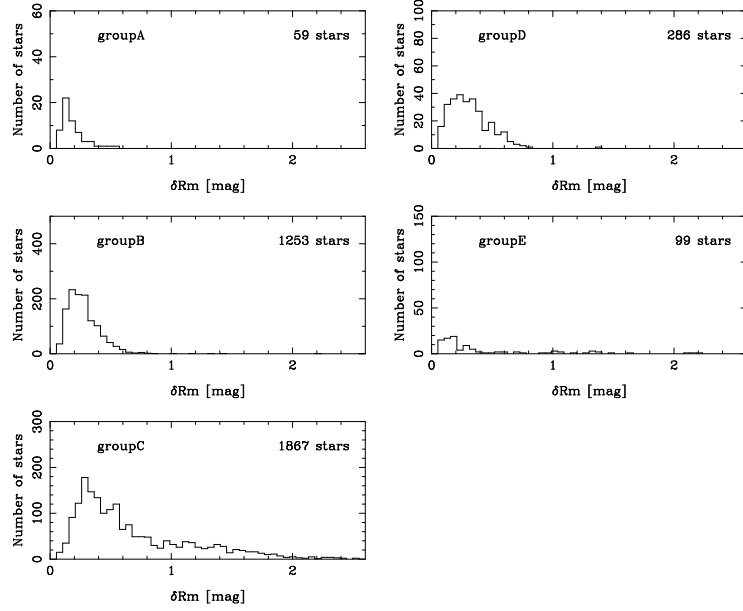 60
groupA
59 stars
Number of stars
40
20
0
0
1
2
δRm [mag]
100
groupD
286 stars
Number of stars
80
60
40
20
0
0
1
2
δRm [mag]
groupB
1253 stars
Number of stars
400
200
0
0
1
2
δRm [mag]
150
groupE
99 stars
Number of stars
100
50
0
0
1
2
δRm [mag]
300
groupC
1867 stars
Number of stars
200
100
0
0
1
2
δRm [mag]